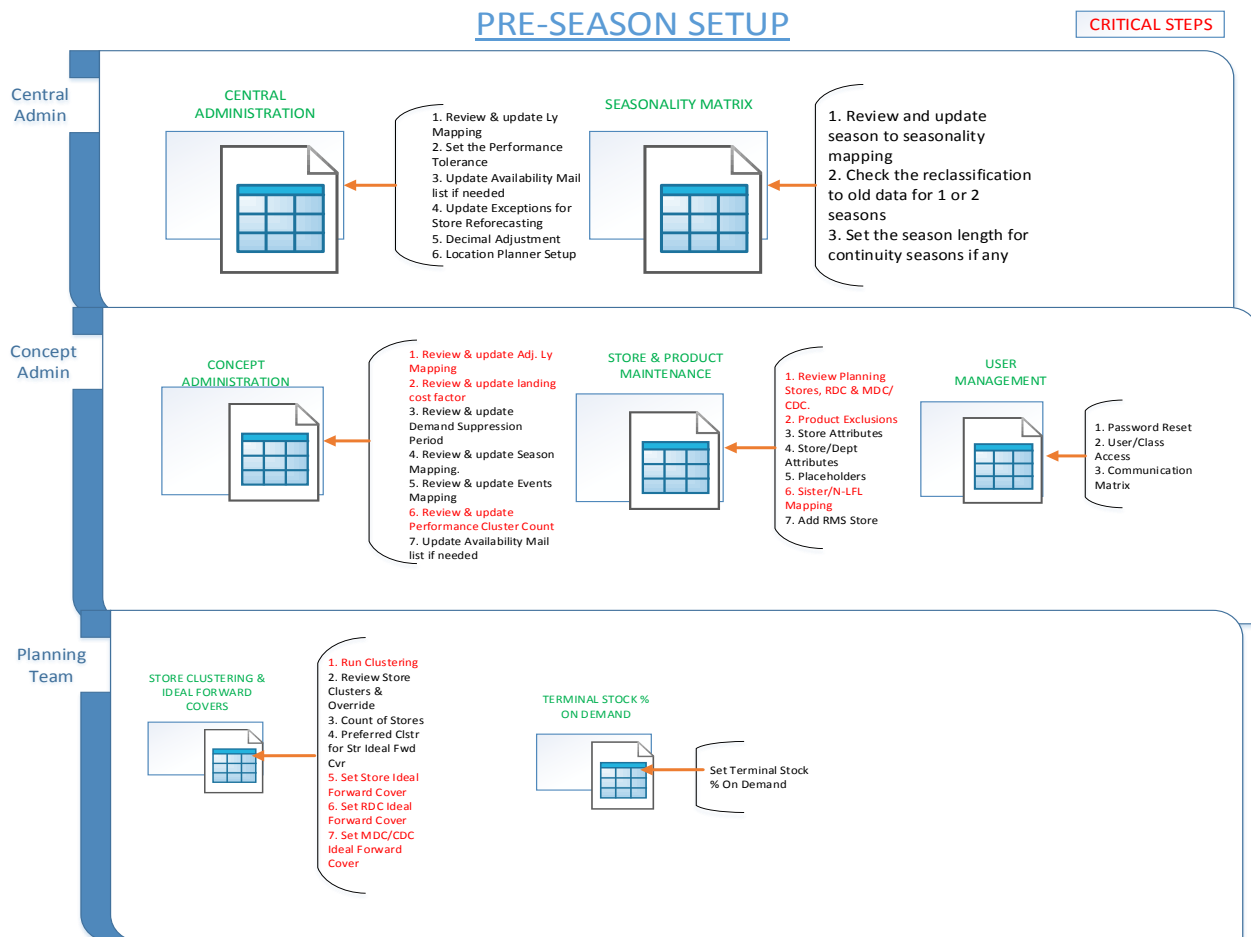 PRE-SEASON SETUP
CRITICAL STEPS
Central
Admin
CENTRAL
ADMINISTRATION
1. Review & update Ly
Mapping
2. Set the Performance
Tolerance
3. Update Availability Mail
list if needed
4. Update Exceptions for
Store Reforecasting
5. Decimal Adjustment
6. Location Planner Setup
SEASONALITY MATRIX
1. Review and update
season to seasonality
mapping
2. Check the reclassification
to old data for 1 or 2
seasons
3. Set the season length for
continuity seasons if any
Concept
Admin
CONCEPT
ADMINISTRATION
1. Review & update Adj. Ly
Mapping
2. Review & update landing
cost factor
3. Review & update
Demand Suppression
Period
4. Review & update Season
Mapping.
5. Review & update Events
Mapping
6. Review & update
Performance Cluster Count
7. Update Availability Mail
list if needed
STORE & PRODUCT
MAINTENANCE
1. Review Planning
Stores, RDC & MDC/
CDC.
2. Product Exclusions
3. Store Attributes
4. Store/Dept
Attributes
5. Placeholders
6. Sister/N-LFL
Mapping
7. Add RMS Store
USER
MANAGEMENT
1. Password Reset
2. User/Class
Access
3. Communication
Matrix
Planning
Team
STORE CLUSTERING &
IDEAL FORWARD
COVERS
1. Run Clustering
2. Review Store
Clusters &
Override
3. Count of Stores
4. Preferred Clstr
for Str Ideal Fwd
Cvr
5. Set Store Ideal
Forward Cover
6. Set RDC Ideal
Forward Cover
7. Set MDC/CDC
Ideal Forward
Cover
TERMINAL STOCK %
ON DEMAND
Set Terminal Stock
% On Demand